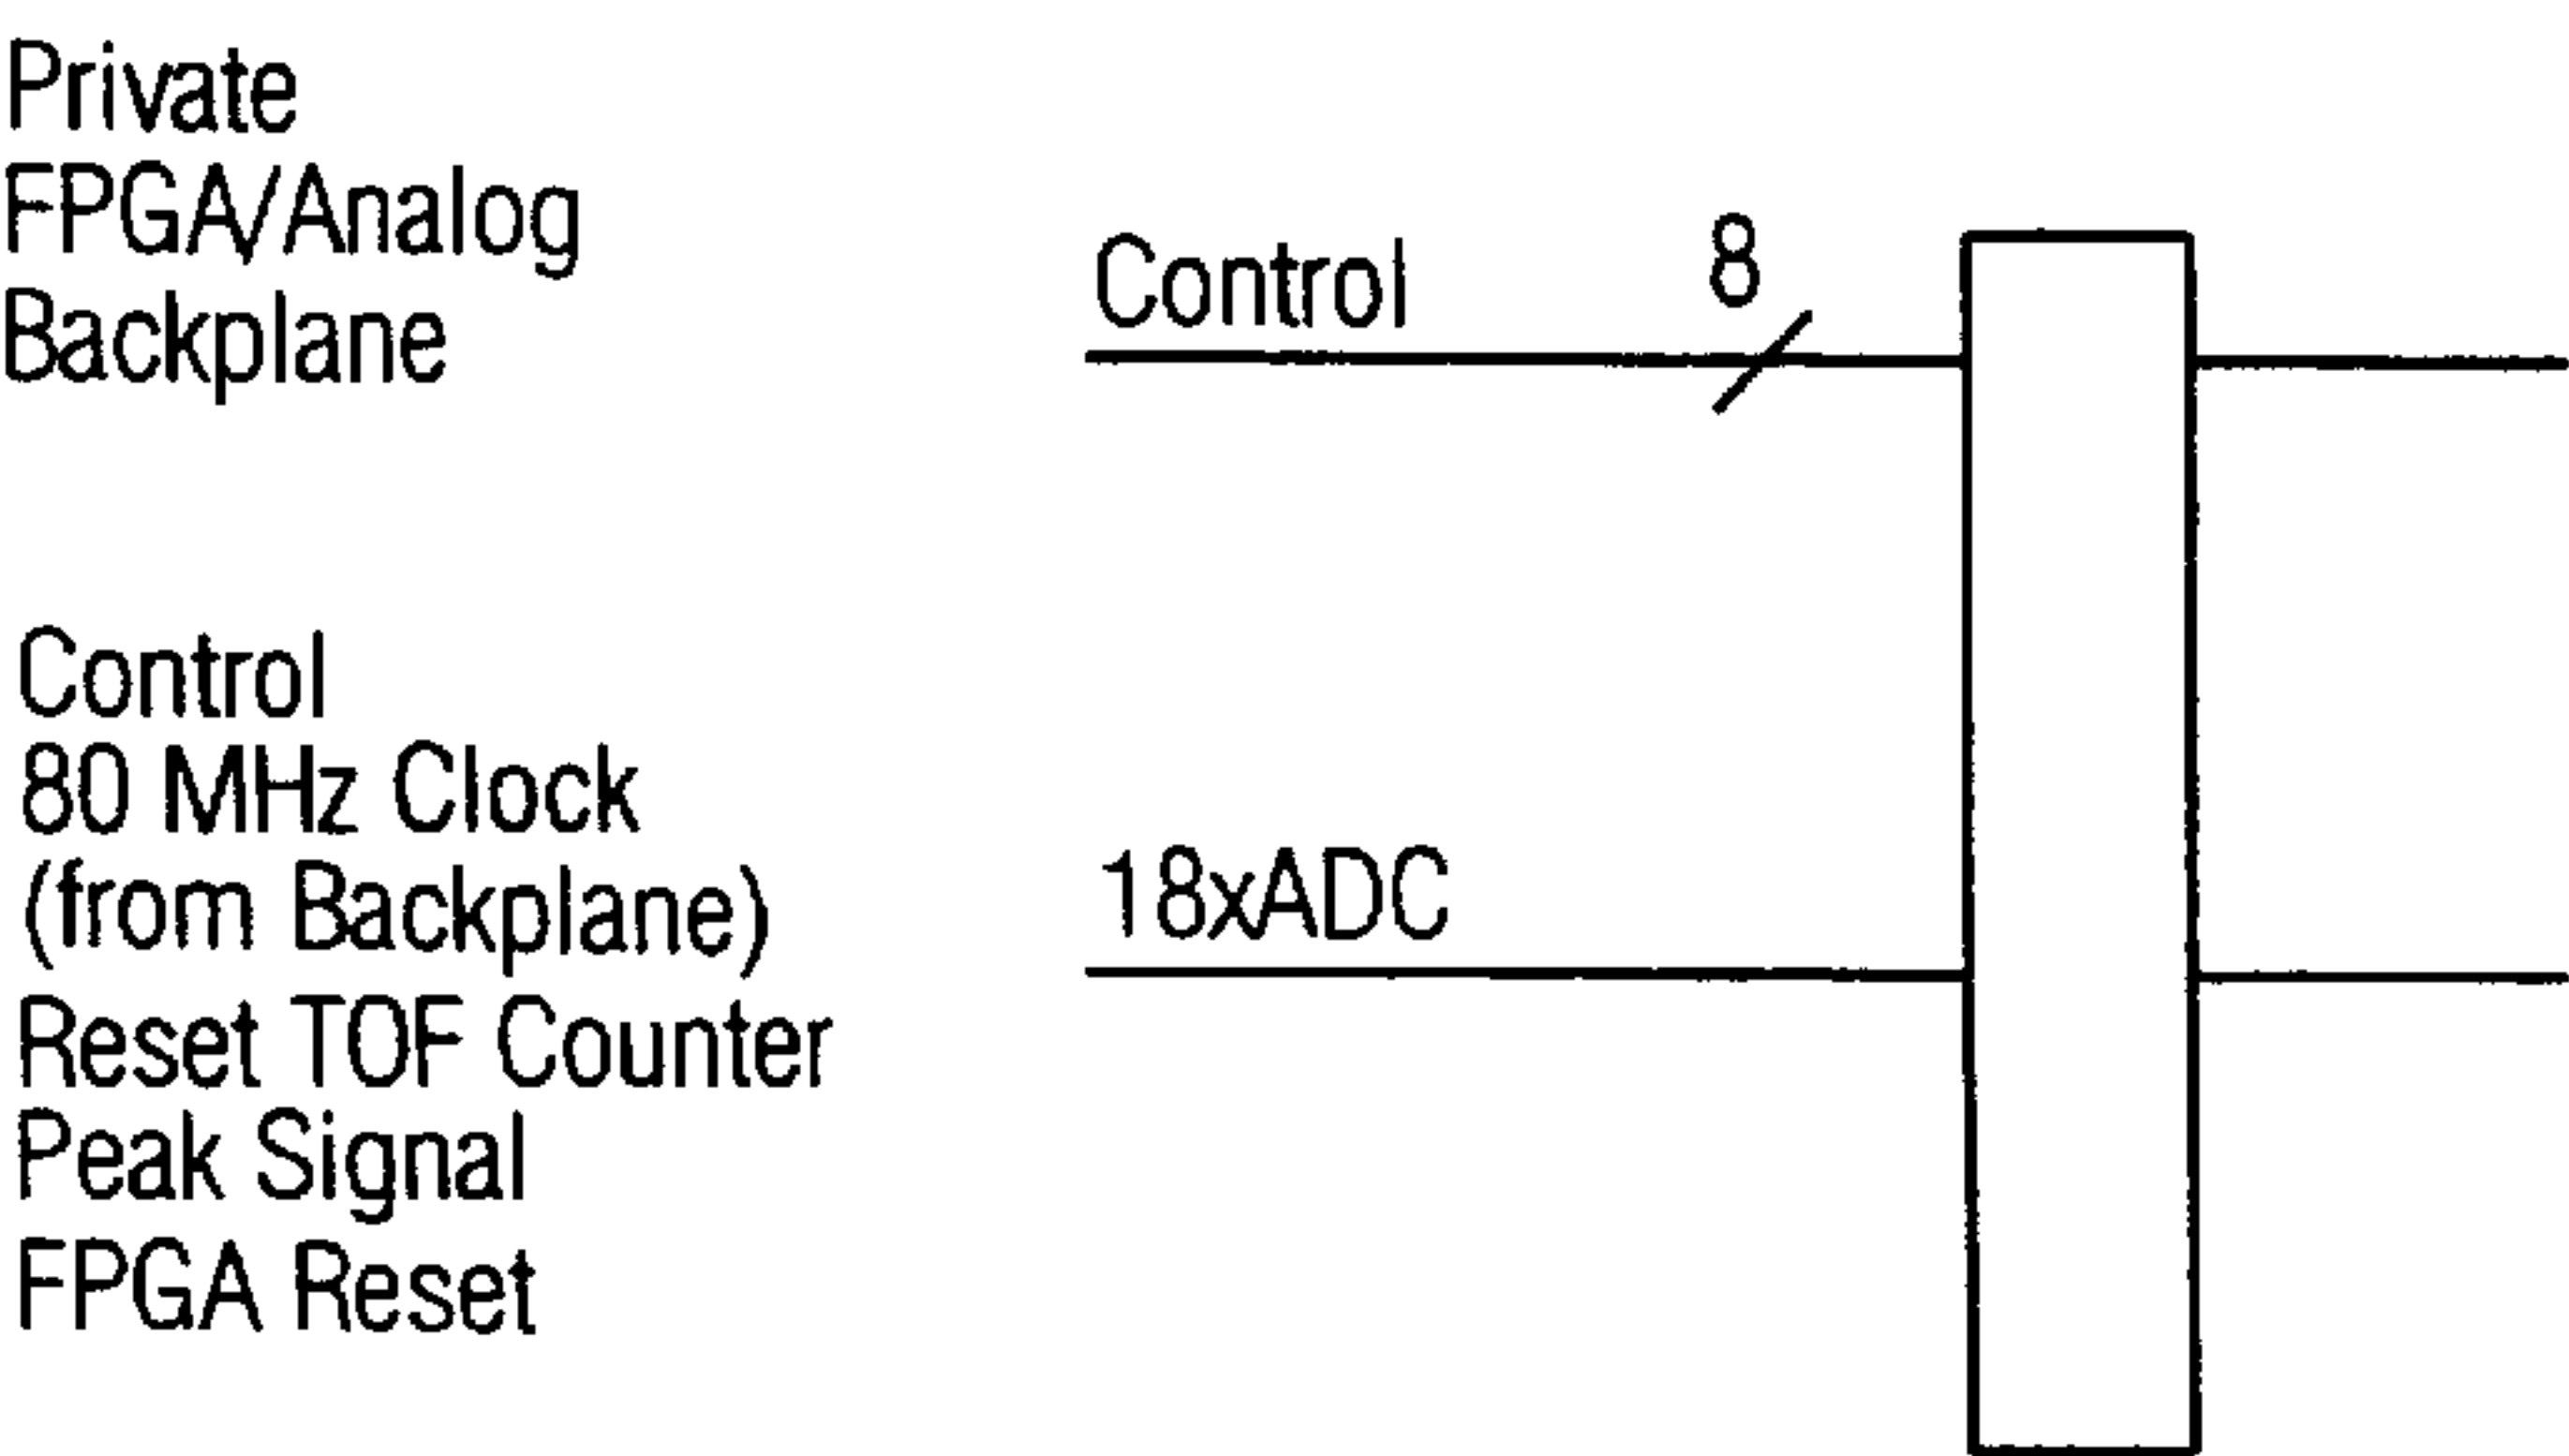 Private
FPGA/Analog
Backplane
Control
8
Control
80 MHz Clock
(from Backplane)
18xADC
Reset TOF Counter
Peak Signal
FPGA Reset